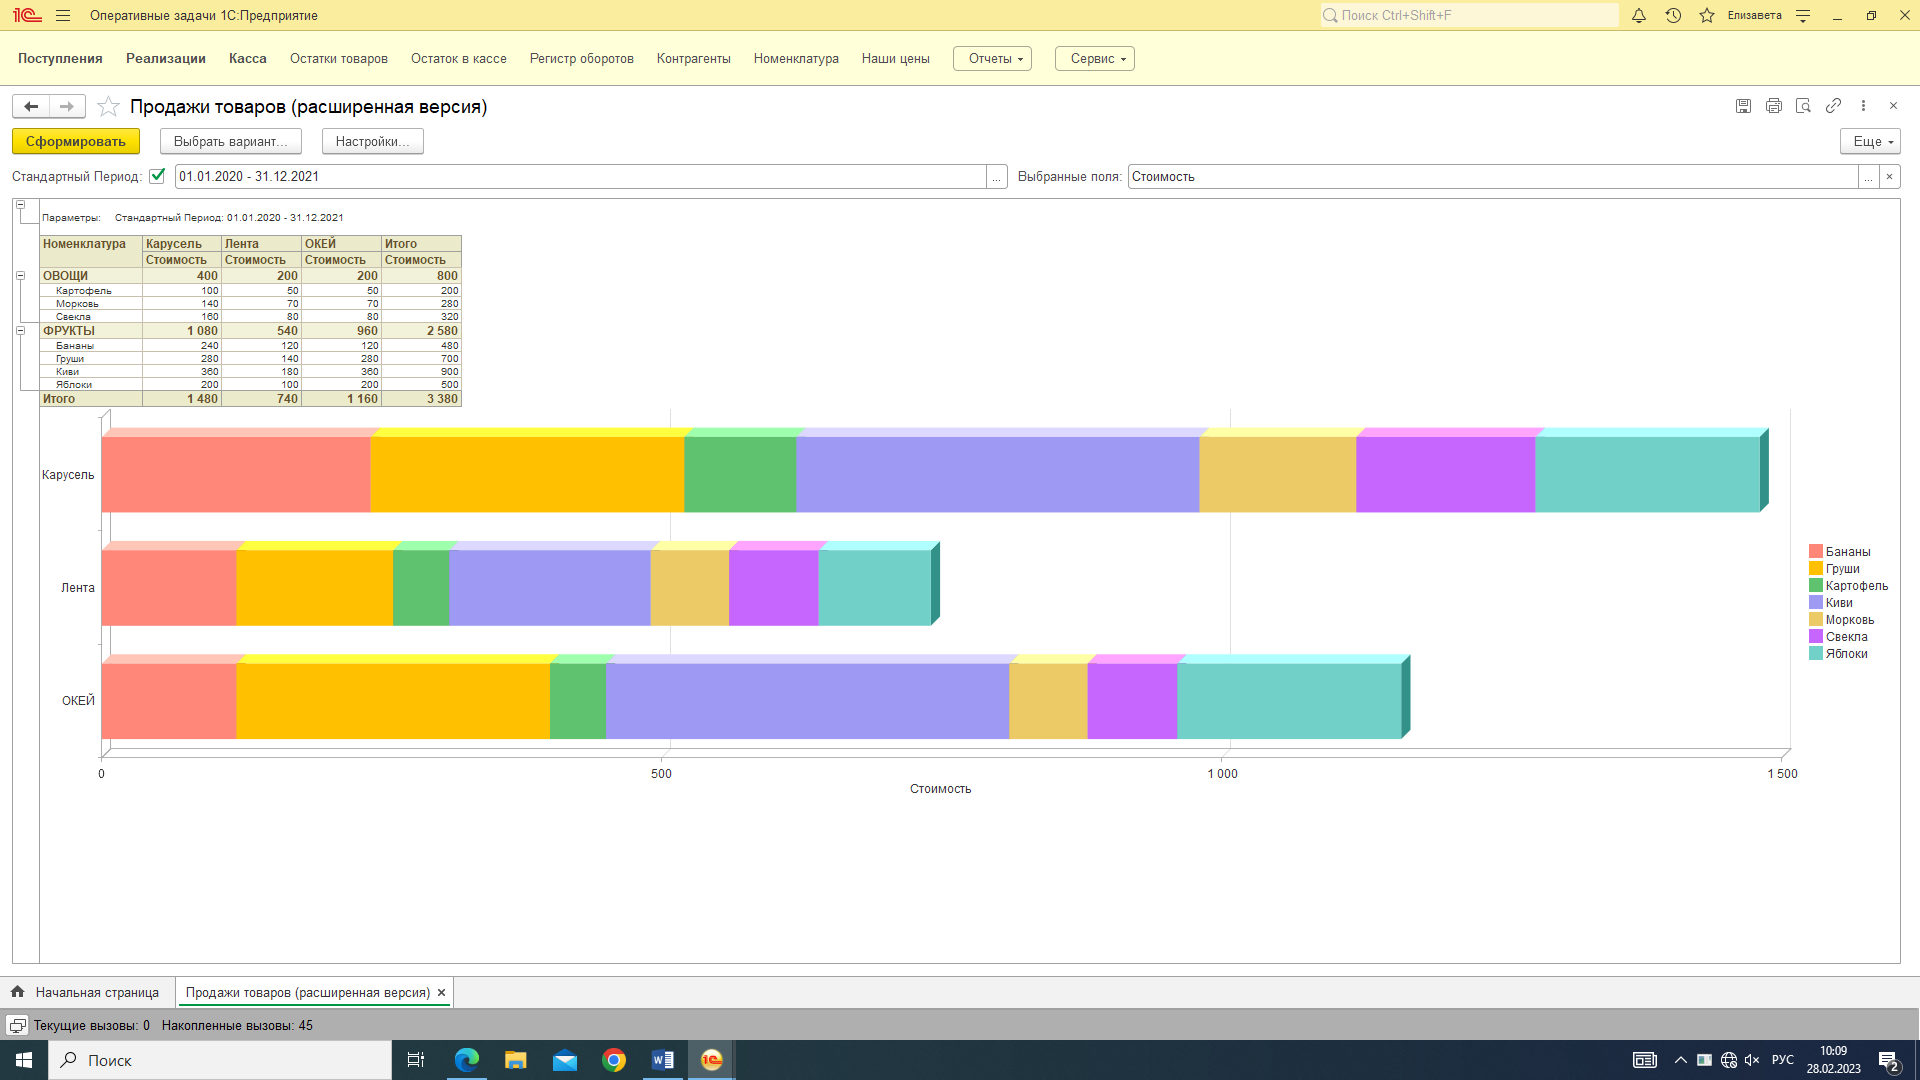 Оперативные задачи 1С:Предприятие
Поиск Ctrl+Shift+F
Елизавета
Поступления Реализации Касса Остатки товаров Остаток в кассе Регистр оборотов Контрагенты Номенклатура Наши цены Отчеты Сервис
Продажи товаров (расширенная версия)
Сформировать Выбрать вариант... Настройки... Еще
Стандартный Период: 01.01.2020 - 31.12.2021 ... Выбранные поля: Стоимость ... ×
Параметры: Стандартный Период: 01.01.2020 - 31.12.2021
Номенклатура Карусель Лента ОКЕЙ Итого
Стоимость Стоимость Стоимость Стоимость
ОВОЩИ 400 200 200 800
Картофель 100 50 50 200
Морковь 140 70 70 280
Свекла 160 80 80 320
ФРУКТЫ 1 080 540 960 2 580
Бананы 240 120 120 480
Груши 280 140 280 700
Киви 360 180 360 900
Яблоки 200 100 200 500
Итого 1 480 740 1 160 3 380
Карусель
Лента
ОКЕЙ
0 500 1 000 1 500
Стоимость
Бананы
Груши
Картофель
Киви
Морковь
Свекла
Яблоки
Начальная страница Продажи товаров (расширенная версия) ×
Текущие вызовы: 0 Накопленные вызовы: 45
Поиск
РУС
10:09
28.02.2023
2